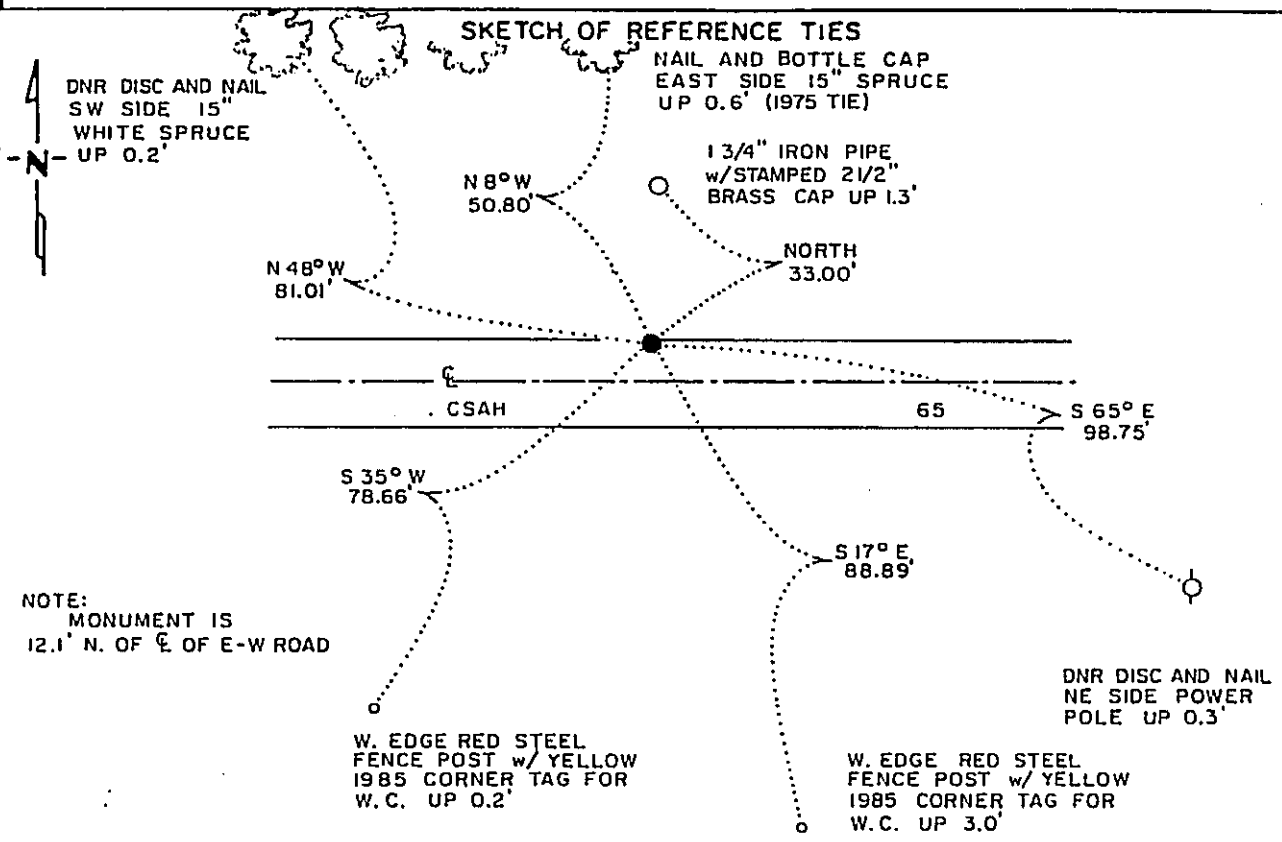 SKETCH OF REFERENCE TIES
DNR DISC AND NAIL
SW SIDE 15"
WHITE SPRUCE
UP 0.2'
N
NAIL AND BOTTLE CAP
EAST SIDE 15" SPRUCE
UP 0.6' (1975 TIE)
1 3/4" IRON PIPE
w/STAMPED 2 1/2"
BRASS CAP UP 1.3'
N 8° W
50.80'
NORTH
33.00'
N 48° W
81.01'
℄
CSAH 65
S 65° E
98.75'
S 35° W
78.66'
S 17° E
88.89'
NOTE:
MONUMENT IS
12.1' N. OF ℄ OF E-W ROAD
DNR DISC AND NAIL
NE SIDE POWER
POLE UP 0.3'
W. EDGE RED STEEL
FENCE POST w/ YELLOW
1985 CORNER TAG FOR
W.C. UP 0.2'
W. EDGE RED STEEL
FENCE POST w/ YELLOW
1985 CORNER TAG FOR
W.C. UP 3.0'